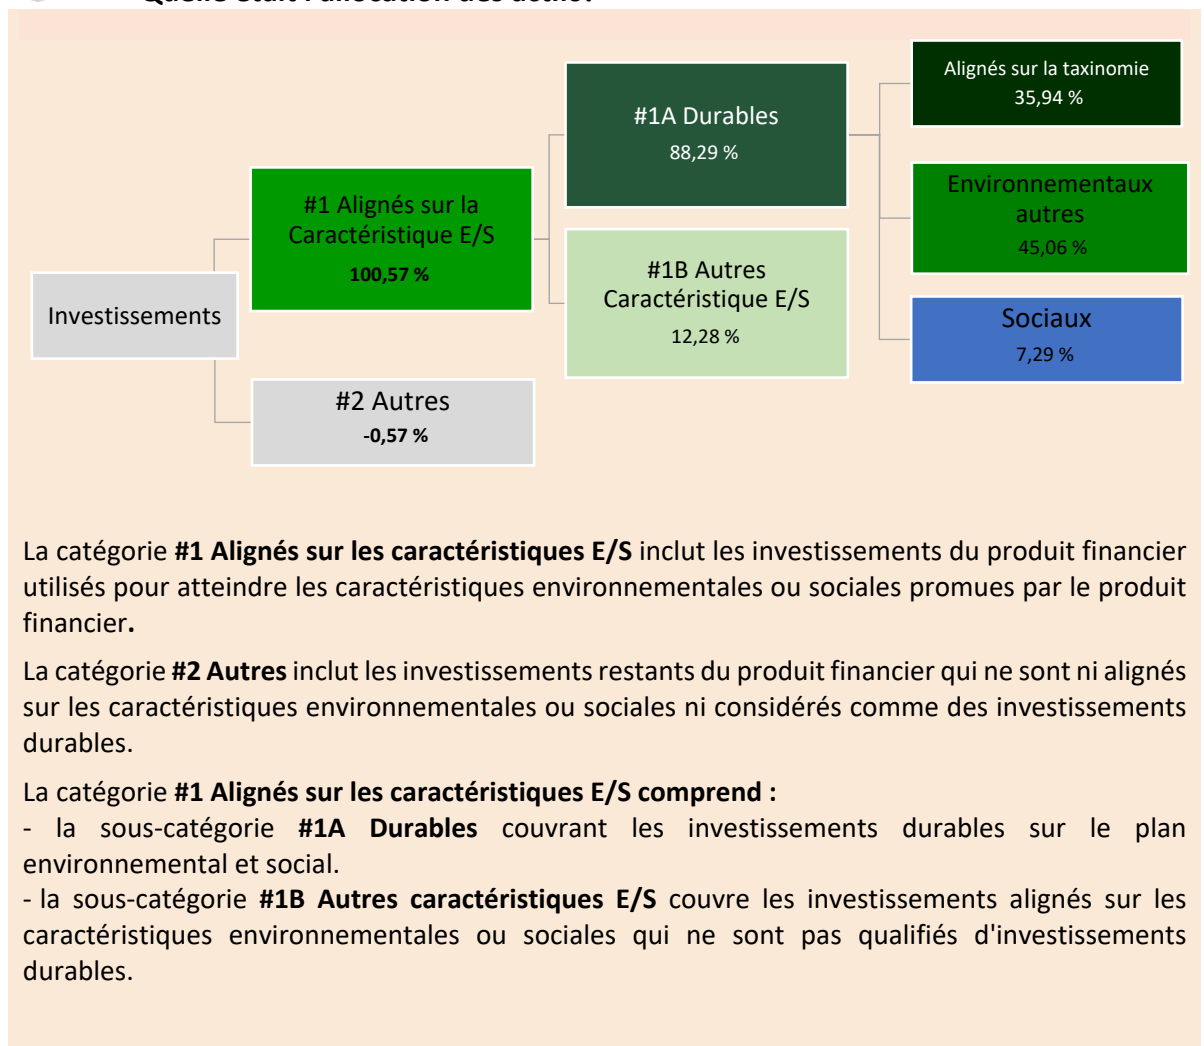 Quelle était l'allocation des actifs?
Alignés sur la taxinomie
35,94 %
#1A Durables
88,29 %
Environnementaux
autres
45,06 %
#1 Alignés sur la
Caractéristique E/S
100,57 %
#1B Autres
Caractéristique E/S
12,28 %
Investissements
Sociaux
7,29 %
#2 Autres
-0,57 %
La catégorie #1 Alignés sur les caractéristiques E/S inclut les investissements du produit financier
utilisés pour atteindre les caractéristiques environnementales ou sociales promues par le produit
financier.
La catégorie #2 Autres inclut les investissements restants du produit financier qui ne sont ni alignés
sur les caractéristiques environnementales ou sociales ni considérés comme des investissements
durables.
La catégorie #1 Alignés sur les caractéristiques E/S comprend :
- la sous-catégorie #1A Durables couvrant les investissements durables sur le plan
environnemental et social.
- la sous-catégorie #1B Autres caractéristiques E/S couvre les investissements alignés sur les
caractéristiques environnementales ou sociales qui ne sont pas qualifiés d'investissements
durables.